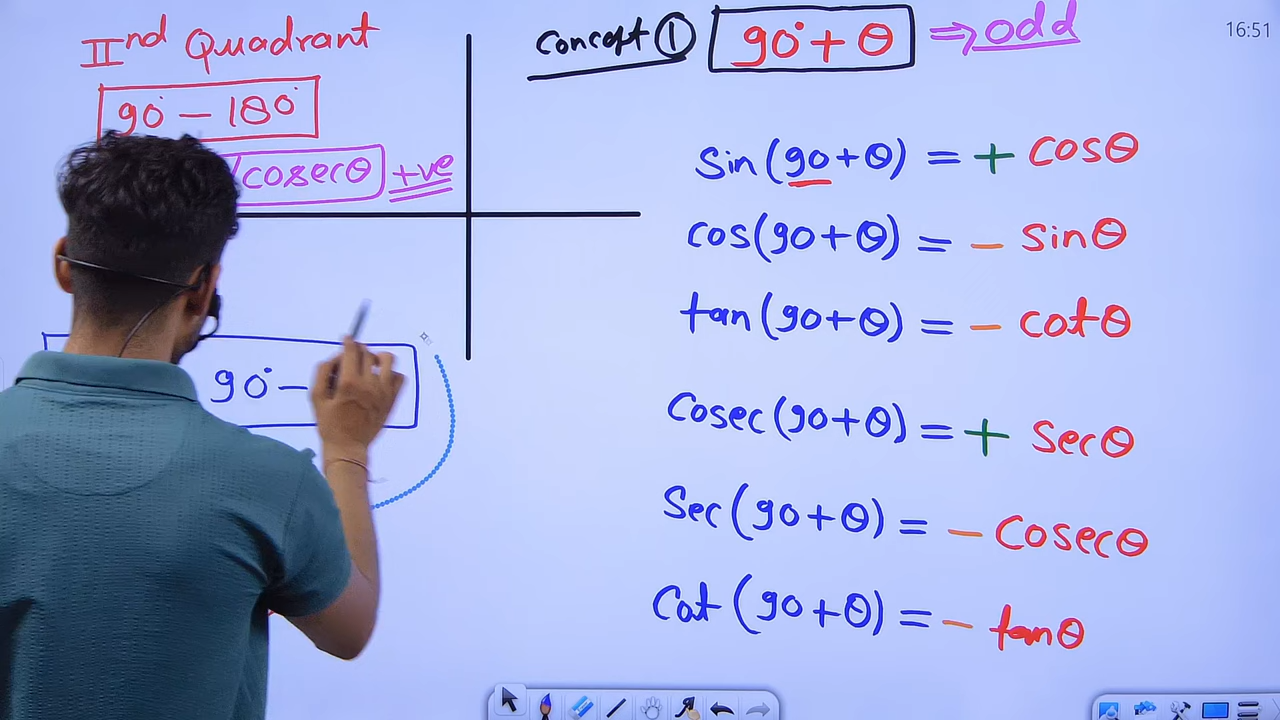 IInd Quadrant
90° – 180°
/cosecθ +ve
90° –
Concept ① 90° + θ ⇒ odd
16:51
Sin(90+θ) = + cosθ
cos(90+θ) = – sinθ
tan(90+θ) = – cotθ
Cosec(90+θ) = + secθ
Sec(90+θ) = – cosecθ
Cot(90+θ) = – tanθ